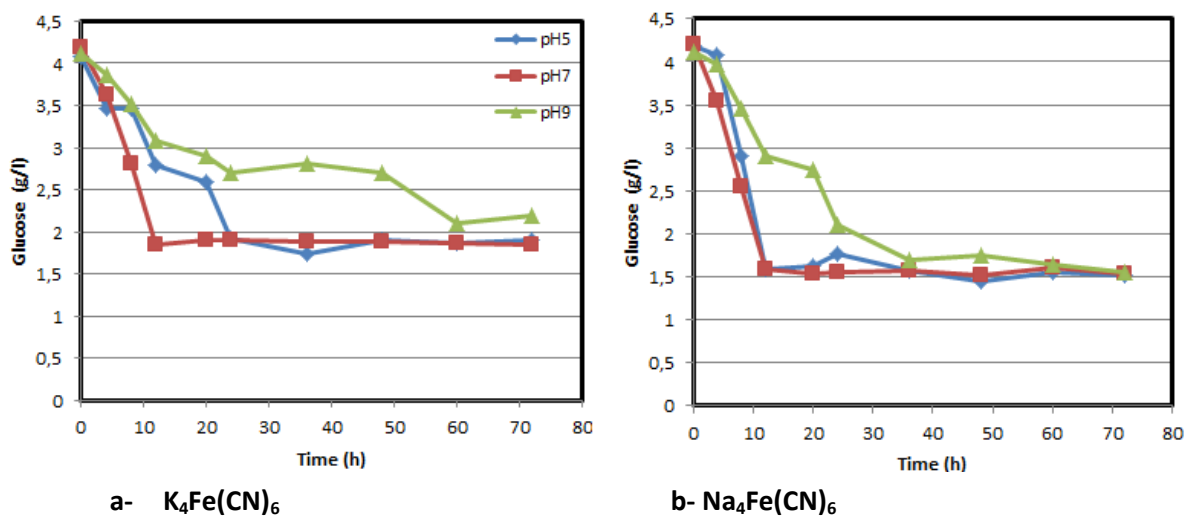 4,5
4
3,5
3
2,5
2
1,5
1
0,5
0
Glucose (g/l)
0 10 20 30 40 50 60 70 80
Time (h)
pH5
pH7
pH9
a- K₄Fe(CN)₆
4,5
4
3,5
3
2,5
2
1,5
1
0,5
0
Glucose (g/l)
0 10 20 30 40 50 60 70 80
Time (h)
b- Na₄Fe(CN)₆